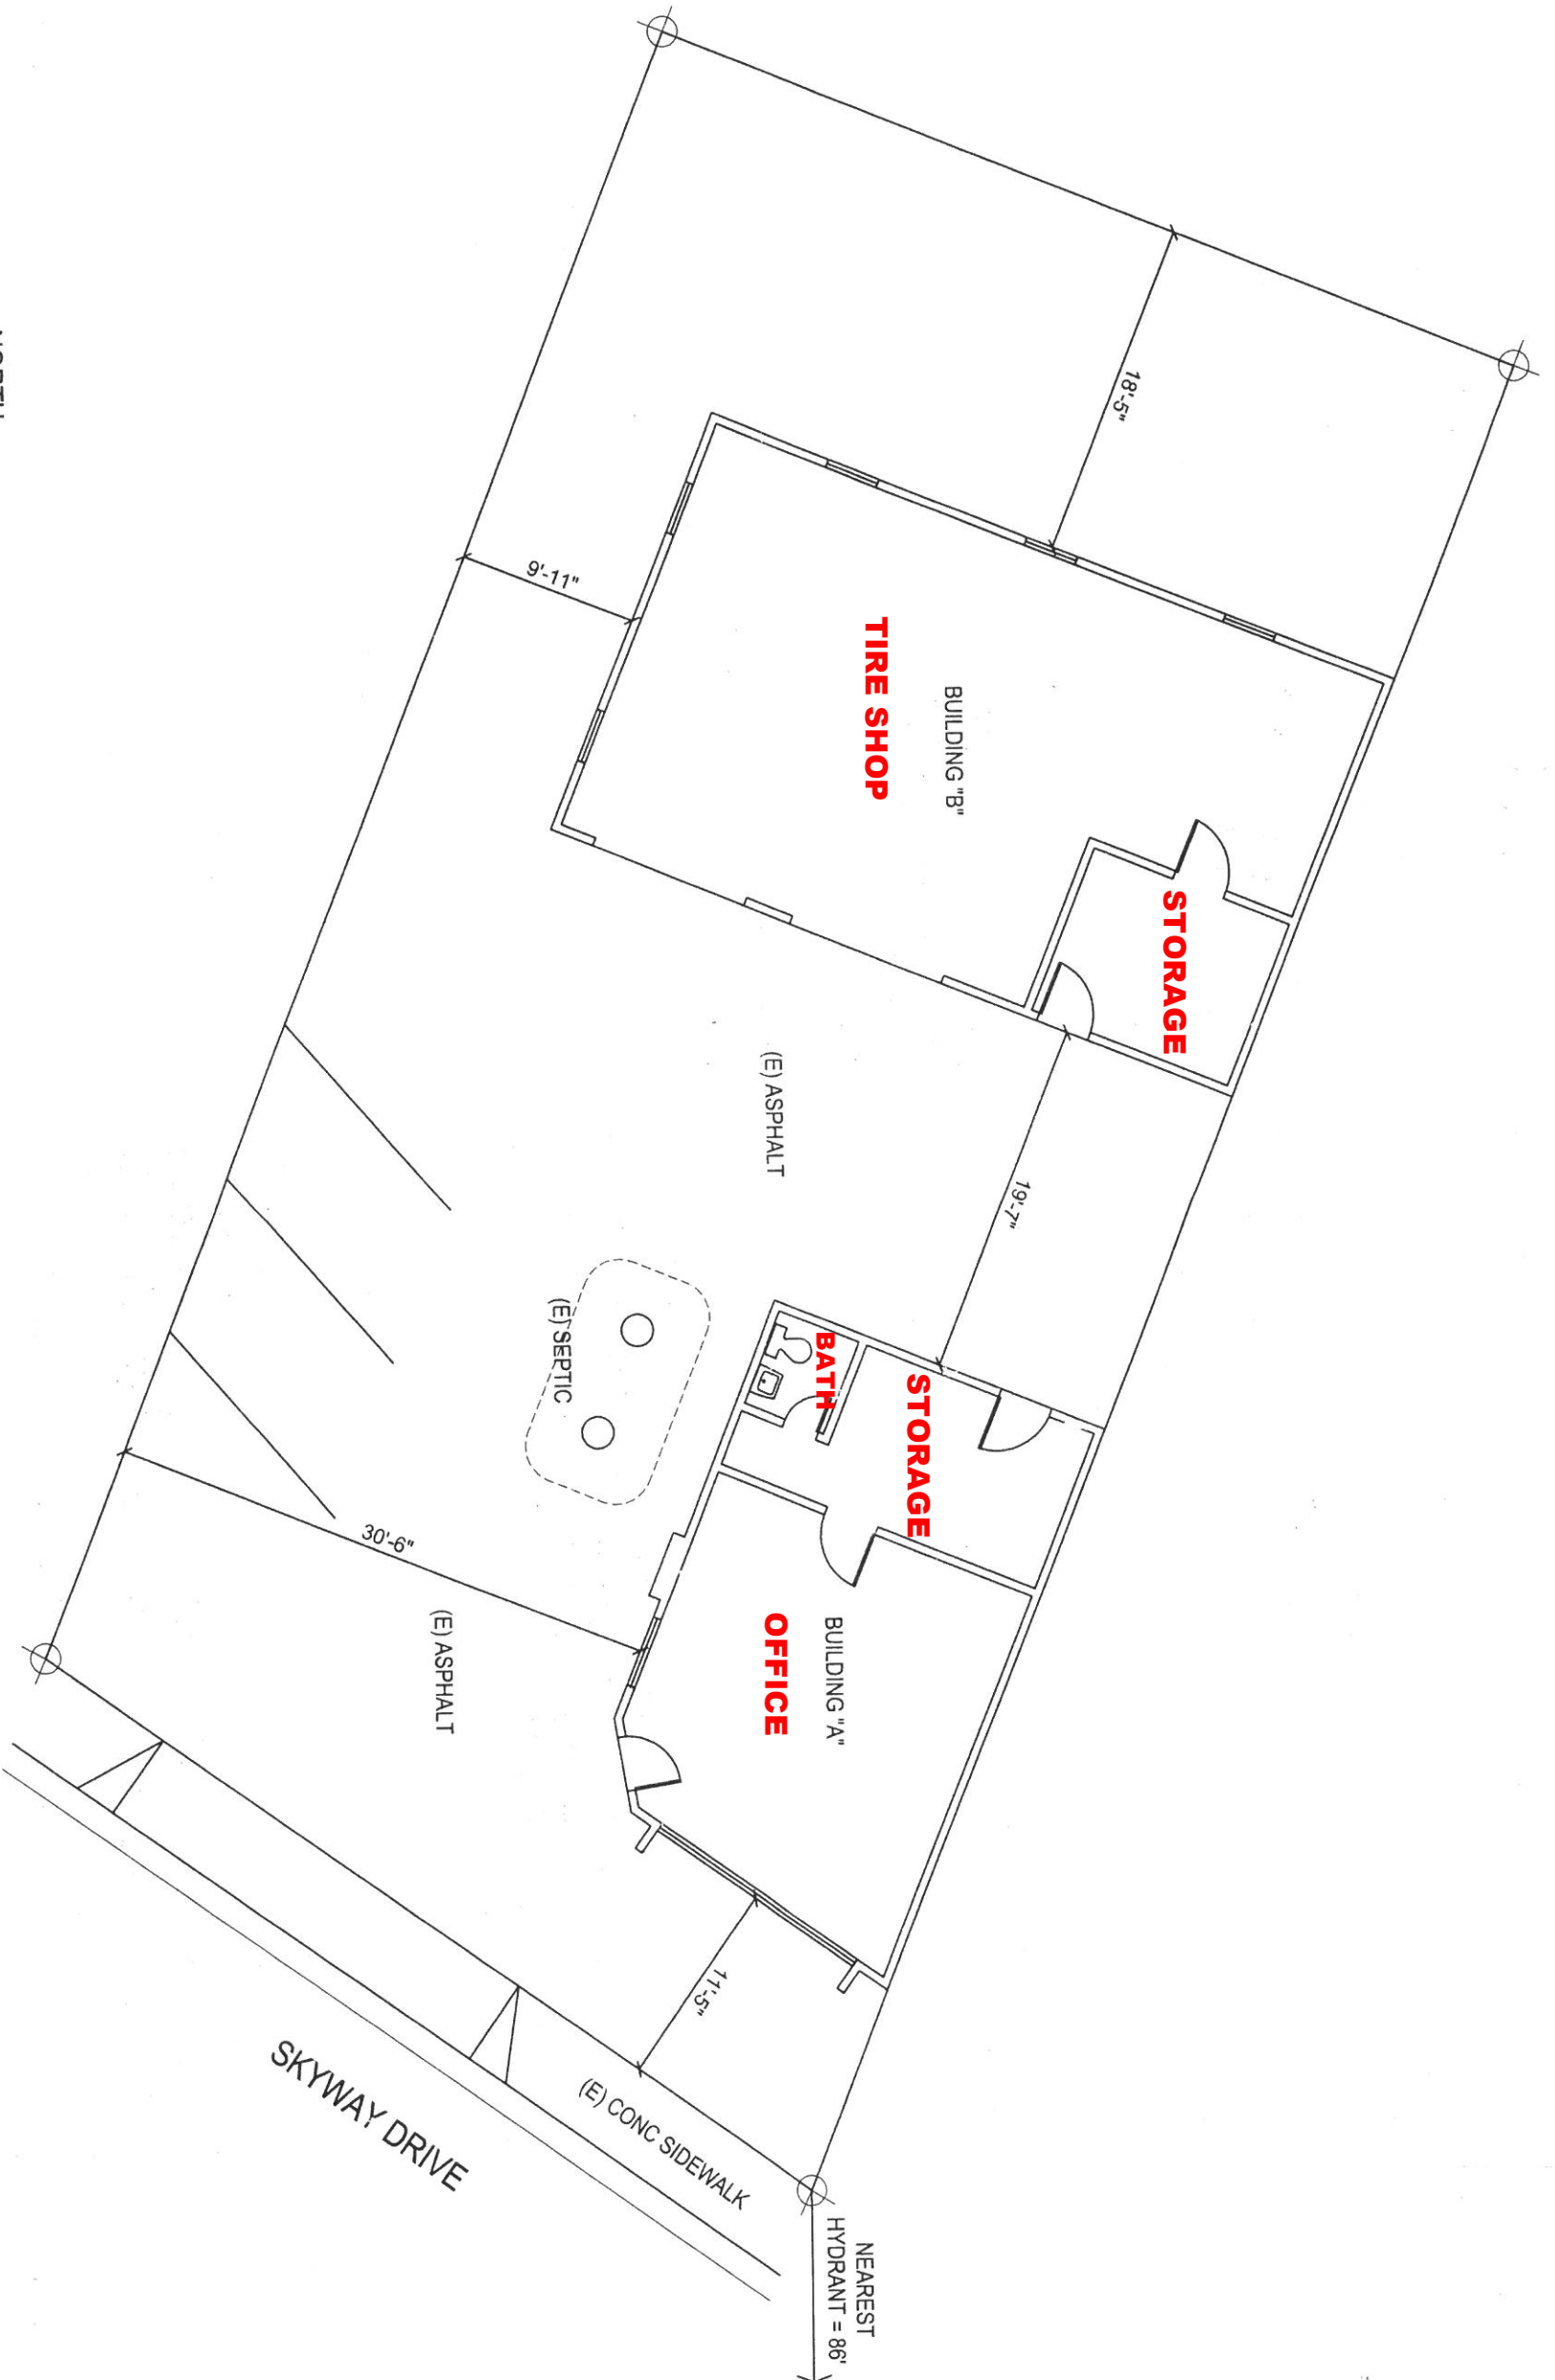 NORTH
18'-5"
9'-11"
TIRE SHOP
BUILDING "B"
STORAGE
(E) ASPHALT
19'-7"
(E) SEPTIC
BATH
STORAGE
30'-6"
(E) ASPHALT
OFFICE
BUILDING "A"
11'-5"
(E) CONC SIDEWALK
SKYWAY DRIVE
NEAREST
HYDRANT = 86'